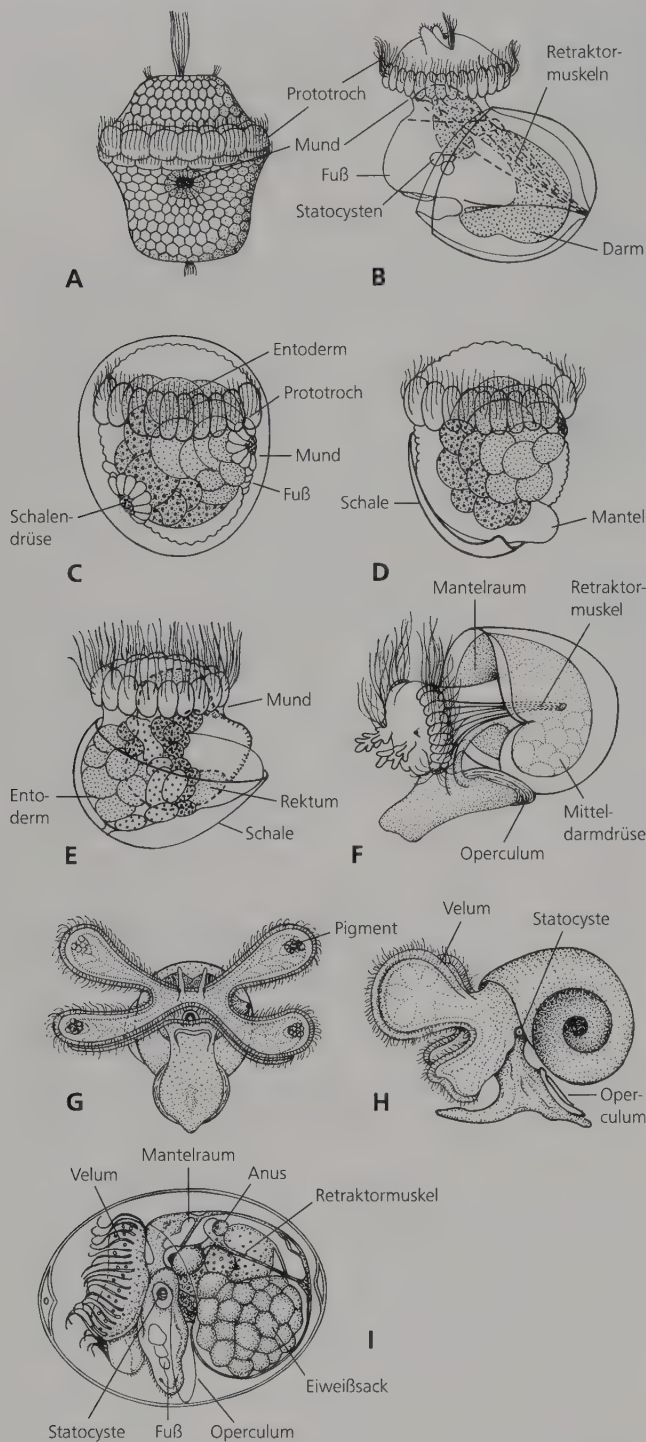 Prototroch
Mund
Retraktor-
muskeln
Fuß
Statocysten
Darm
A
B
Entoderm
Prototroch
Mund
Fuß
Schalen-
drüse
Schale
Mantel
C
D
Mantelraum
Retraktor-
muskel
Mund
Ento-
derm
Rektum
Schale
Mittel-
darmdrüse
Operculum
E
F
Pigment
Velum
Statocyste
Oper-
culum
G
H
Mantelraum
Velum
Anus
Retraktormuskel
I
Eiweißsack
Statocyste
Fuß
Operculum